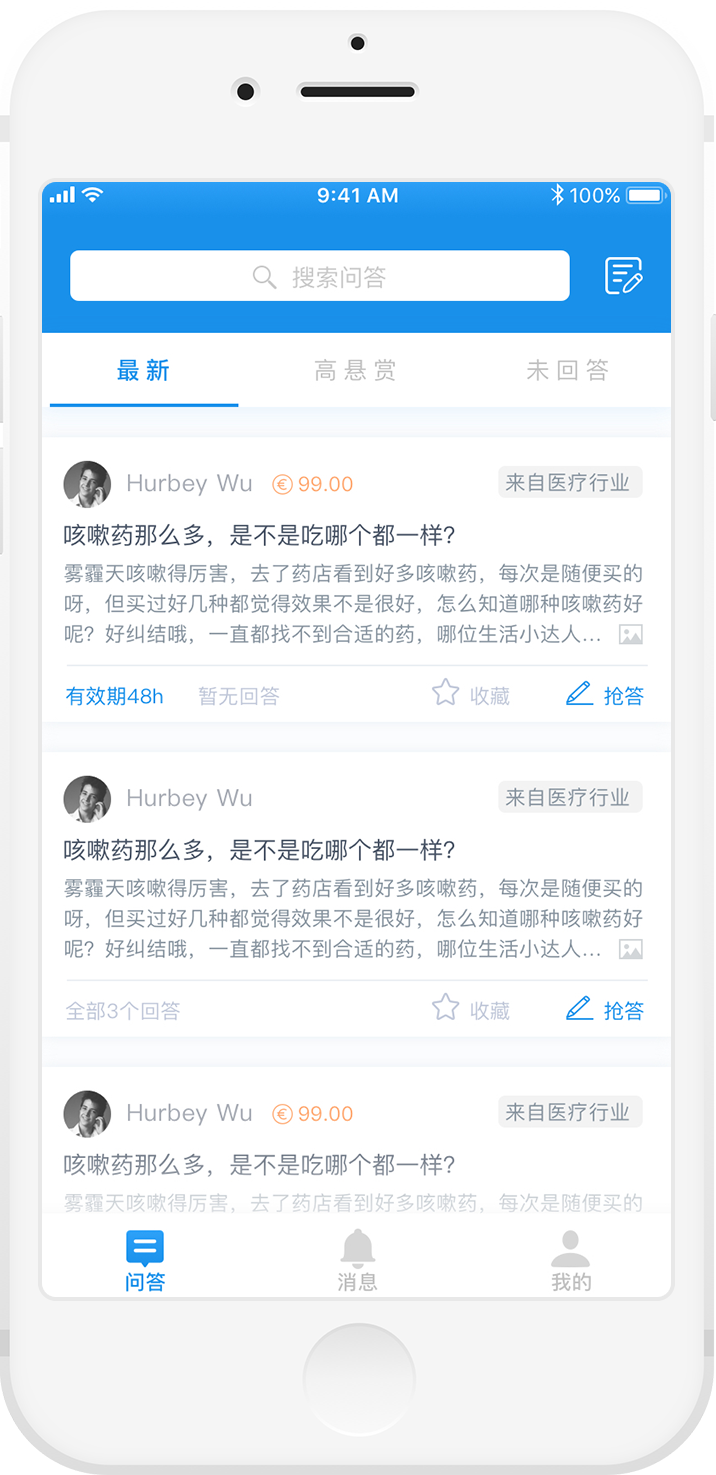 9:41 AM 100%
搜索问答
最新 高悬赏 未回答
Hurbey Wu €99.00 来自医疗行业
咳嗽药那么多，是不是吃哪个都一样？
雾霾天咳嗽得厉害，去了药店看到好多咳嗽药，每次是随便买的
呀，但买过好几种都觉得效果不是很好，怎么知道哪种咳嗽药好
呢？好纠结哦，一直都找不到合适的药，哪位生活小达人...
有效期48h 暂无回答 收藏 抢答
Hurbey Wu 来自医疗行业
咳嗽药那么多，是不是吃哪个都一样？
雾霾天咳嗽得厉害，去了药店看到好多咳嗽药，每次是随便买的
呀，但买过好几种都觉得效果不是很好，怎么知道哪种咳嗽药好
呢？好纠结哦，一直都找不到合适的药，哪位生活小达人...
全部3个回答 收藏 抢答
Hurbey Wu €99.00 来自医疗行业
咳嗽药那么多，是不是吃哪个都一样？
雾霾天咳嗽得厉害，去了药店看到好多咳嗽药，每次是随便买的
问答 消息 我的